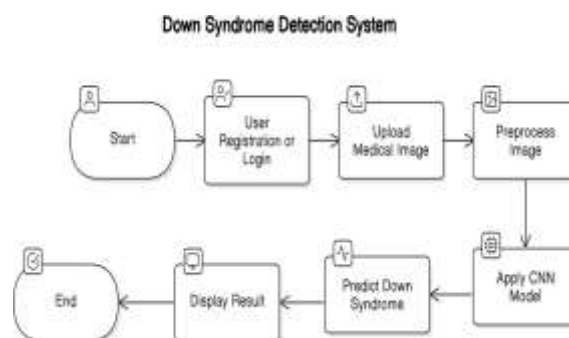 Down Syndrome Detection System
Start
User
Registration or
Login
Upload
Medical Image
Preprocess
Image
Apply CNN
Model
Predict Down
Syndrome
Display Result
End